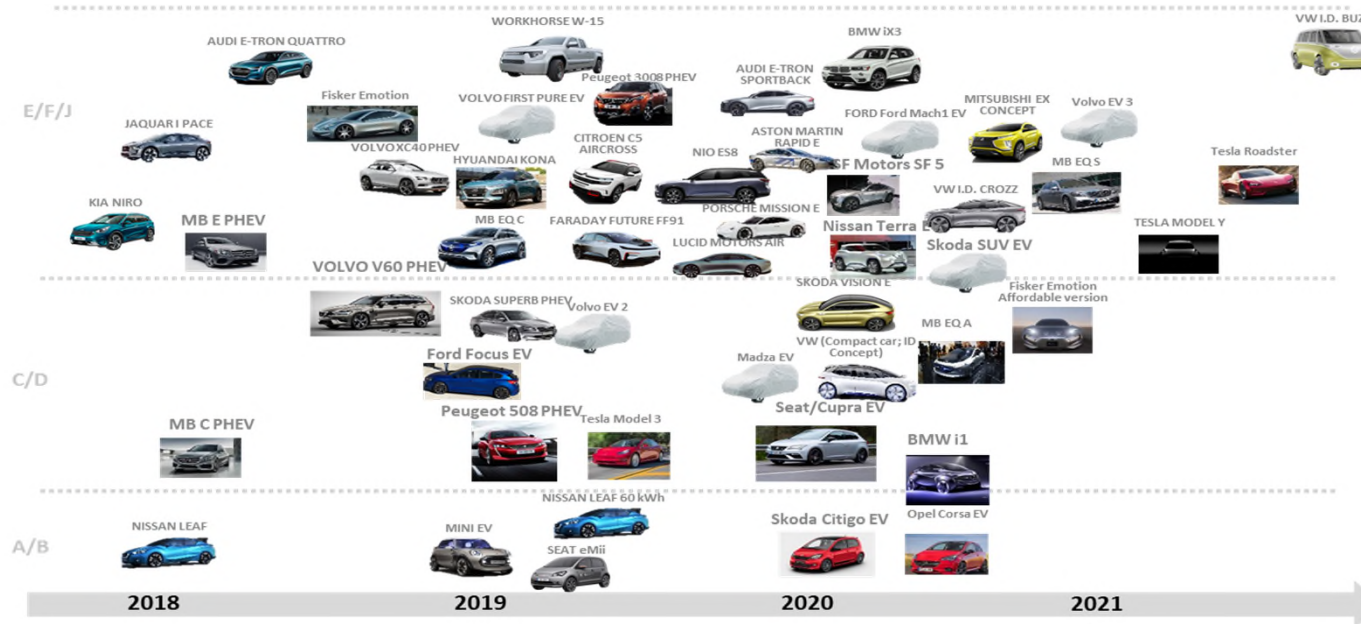 WORKHORSE W-15
VW I.D. BUZ
BMW iX3
AUDI E-TRON QUATTRO
AUDI E-TRON
SPORTBACK
Peugeot 3008 PHEV
Fisker Emotion
VOLVO FIRST PURE EV
MITSUBISHI EX
CONCEPT
Volvo EV 3
E/F/J
FORD Ford Mach1 EV
JAQUAR I PACE
CITROEN C5
AIRCROSS
ASTON MARTIN
RAPID E
VOLVO XC40 PHEV
HYUANDAI KONA
NIO ES8
SF Motors SF 5
MB EQ S
Tesla Roadster
VW I.D. CROZZ
KIA NIRO
MB E PHEV
MB EQ C
FARADAY FUTURE FF91
PORSCHE MISSION E
Nissan Terra E
TESLA MODEL Y
LUCID MOTORS AIR
Skoda SUV EV
VOLVO V60 PHEV
SKODA VISION E
Fisker Emotion
Affordable version
SKODA SUPERB PHEV
Volvo EV 2
MB EQ A
VW (Compact car; ID
Concept)
Ford Focus EV
Madza EV
C/D
Seat/Cupra EV
Peugeot 508 PHEV
Tesla Model 3
MB C PHEV
BMW i1
NISSAN LEAF 60 kWh
Opel Corsa EV
NISSAN LEAF
MINI EV
Skoda Citigo EV
A/B
SEAT eMii
2018
2019
2020
2021